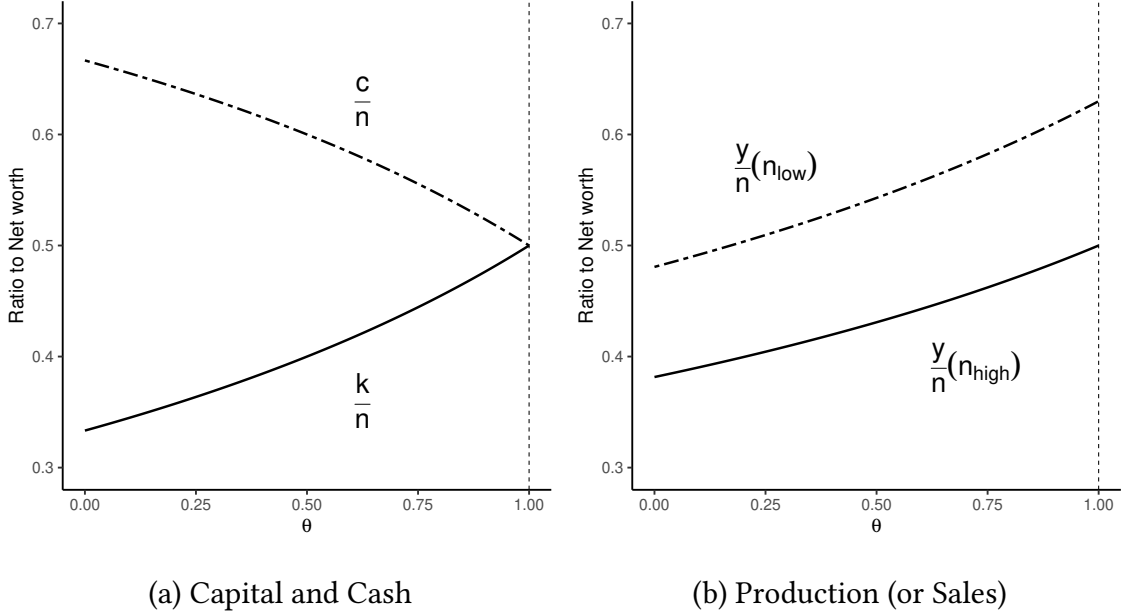 0.7
0.6
0.5
0.4
0.3
Ratio to Net worth
c
n
k
n
0.00 0.25 0.50 0.75 1.00
θ
(a) Capital and Cash
0.7
0.6
0.5
0.4
0.3
Ratio to Net worth
y/n(n_low)
y/n(n_high)
0.00 0.25 0.50 0.75 1.00
θ
(b) Production (or Sales)